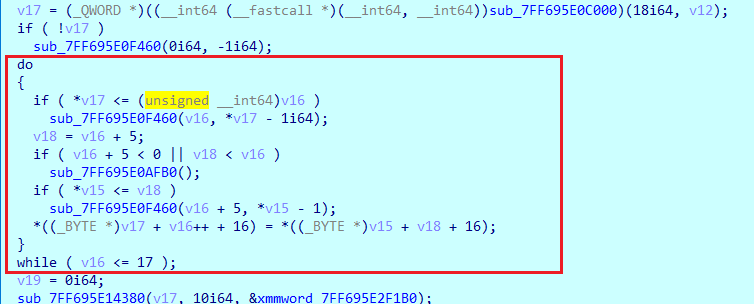 v17 = (_QWORD *)((__int64 (__fastcall *)(__int64, __int64))sub_7FF695E0C000)(18i64, v12);
if ( !v17 )
sub_7FF695E0F460(0i64, -1i64);
do
{
if ( *v17 <= (unsigned __int64)v16 )
sub_7FF695E0F460(v16, *v17 - 1i64);
v18 = v16 + 5;
if ( v16 + 5 < 0 || v18 < v16 )
sub_7FF695E0AFB0();
if ( *v15 <= v18 )
sub_7FF695E0F460(v16 + 5, *v15 - 1);
*((_BYTE *)v17 + v16++ + 16) = *((_BYTE *)v15 + v18 + 16);
}
while ( v16 <= 17 );
v19 = 0i64;
sub_7FF695E14380(v17, 10i64, &xmmword_7FF695E2F1B0);